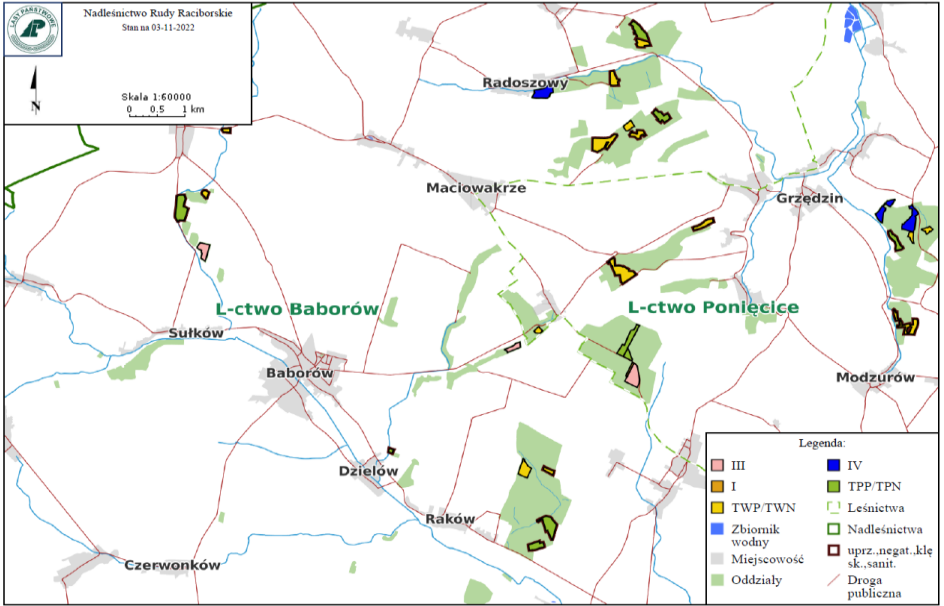 LASY PAŃSTWOWE
Nadleśnictwo Rudy Raciborskie
Stan na 03-11-2022
N
Skala 1:60000
0 0.5 1 km
Radoszowy
Maciowakrze
Grzędzin
L-ctwo Baborów
L-ctwo Ponięcice
Sułków
Baborów
Modzurów
Dzielów
Raków
Czerwonków
Legenda:
III
I
TWP/TWN
Zbiornik
wodny
Miejscowość
Oddziały
IV
TPP/TPN
Leśnictwa
Nadleśnictwa
uprz.,negat.,klę
sk.,sanit.
Droga
publiczna